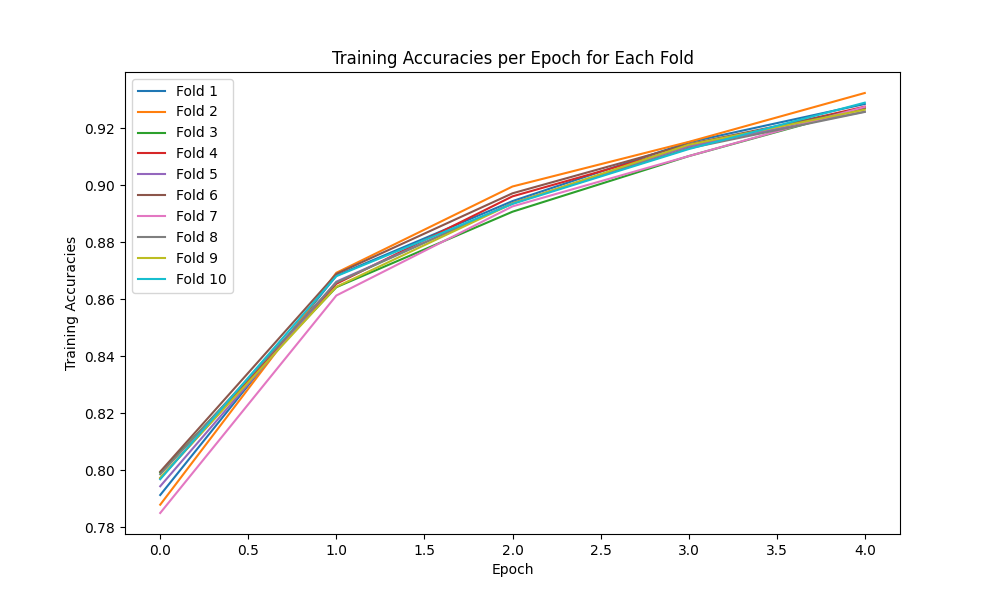 Training Accuracies per Epoch for Each Fold
Fold 1
Fold 2
Fold 3
Fold 4
Fold 5
Fold 6
Fold 7
Fold 8
Fold 9
Fold 10
Training Accuracies
0.92
0.90
0.88
0.86
0.84
0.82
0.80
0.78
0.0 0.5 1.0 1.5 2.0 2.5 3.0 3.5 4.0
Epoch